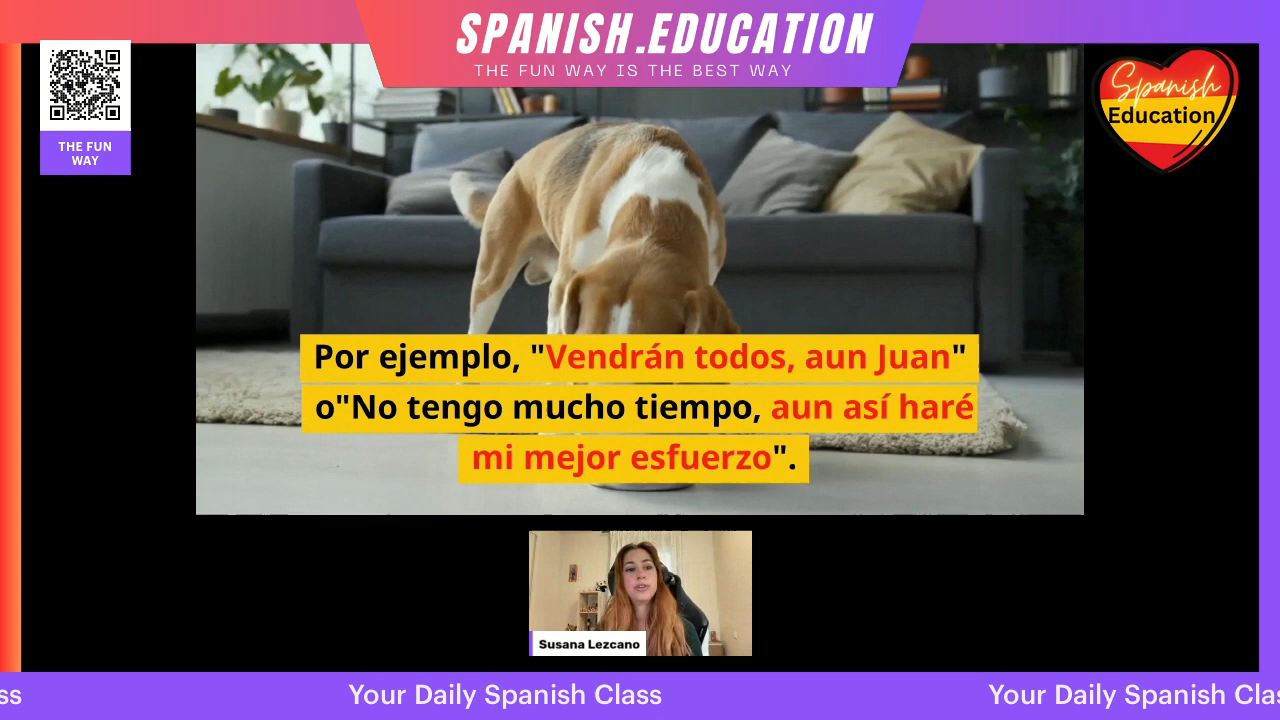 SPANISH.EDUCATION
THE FUN WAY IS THE BEST WAY
THE FUN
WAY
Spanish
Education
Por ejemplo, "Vendrán todos, aun Juan"
o"No tengo mucho tiempo, aun así haré
mi mejor esfuerzo".
Susana Lezcano
ss Your Daily Spanish Class Your Daily Spanish Clas